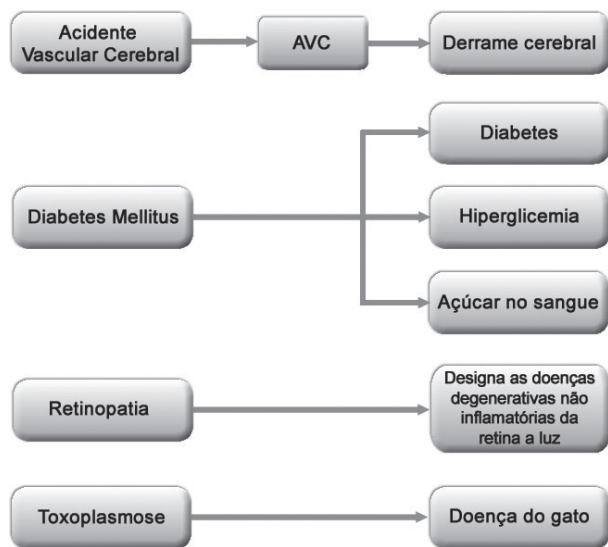 Acidente
Vascular Cerebral
AVC
Derrame cerebral
Diabetes Mellitus
Diabetes
Hiperglicemia
Açúcar no sangue
Retinopatia
Designa as doenças
degenerativas não
inflamatórias da
retina a luz
Toxoplasmose
Doença do gato